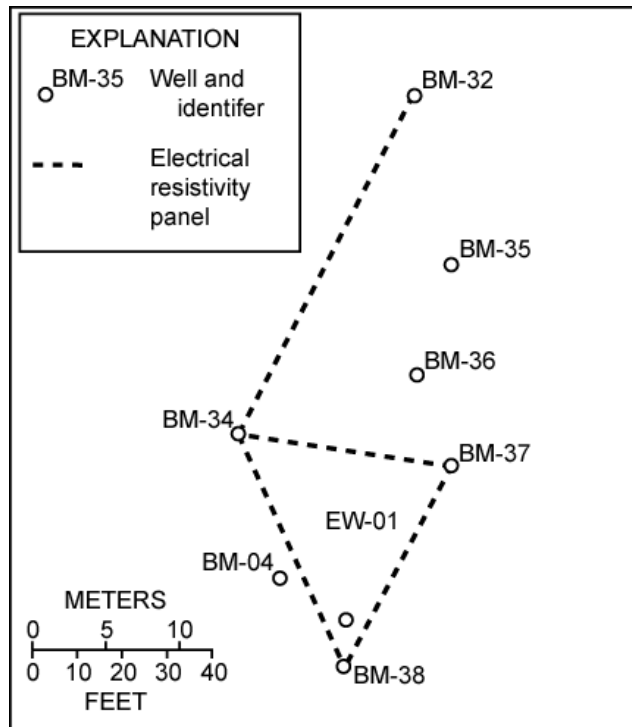 EXPLANATION
BM-35 Well and
identifer
Electrical
resistivity
panel
BM-32
BM-35
BM-36
BM-34
BM-37
EW-01
BM-04
METERS
0 5 10
0 10 20 30 40
FEET
BM-38